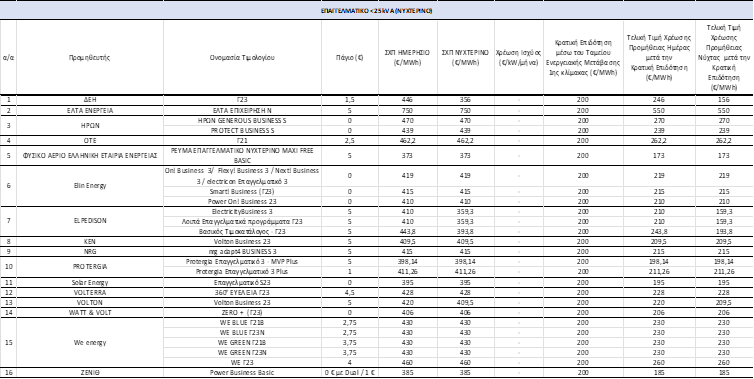 ΕΠΑΓΓΕΛΜΑΤΙΚΟ <25kVA (ΝΥΧΤΕΡΙΝΟ)
α/α Προμηθευτής Ονομασία Τιμολογίου Πάγιο (€) ΣΧΠ ΗΜΕΡΗΣΙΟ (€/MWh) ΣΧΠ ΝΥΧΤΕΡΙΝΟ (€/MWh) Χρέωση Ισχύος (€/kW/μήνα) Κρατική Επιδότηση μέσω του Ταμείου Ενεργειακής Μετάβασης 1ης κλίμακας (€/MWh) Τελική Τιμή Χρέωσης Προμήθειας Ημέρας μετά την Κρατική Επιδότηση (€/MWh) Τελική Τιμή Χρέωσης Προμήθειας Νύχτας μετά την Κρατική Επιδότηση (€/MWh)
1 ΔΕΗ Γ23 1,5 446 356 - 200 246 156
2 ΕΛΤΑ ΕΝΕΡΓΕΙΑ ΕΛΤΑ ΕΠΙΧΕΙΡΗΣΗ Ν 5 750 750 - 200 550 550
3 ΗΡΩΝ ΗΡΩΝ GENEROUS BUSINESS S 0 470 470 - 200 270 270
PROTECT BUSINESS S 0 439 439 - 200 239 239
4 ΟΤΕ Γ21 2,5 462,2 462,2 - 200 262,2 262,2
5 ΦΥΣΙΚΟ ΑΕΡΙΟ ΕΛΛΗΝΙΚΗ ΕΤΑΙΡΙΑ ΕΝΕΡΓΕΙΑΣ ΡΕΥΜΑ ΕΠΑΓΓΕΛΜΑΤΙΚΟ ΝΥΧΤΕΡΙΝΟ MAXI FREE BASIC 5 373 373 - 200 173 173
6 Elin Energy On! Business 3/ Flexy! Business 3 / Next! Business 3 / electricon Επαγγελματικό 3 0 419 419 - 200 219 219
Smart! Business (Γ23) 0 415 415 - 200 215 215
Power On! Business 23 0 410 410 - 200 210 210
7 ELPEDISON ElectricityBusiness 3 5 410 359,3 - 200 210 159,3
Λοιπά Επαγγελματικά προγράμματα Γ23 5 410 359,3 - 200 210 159,3
Βασικός Τιμοκατάλογος - Γ23 5 443,8 393,8 - 200 243,8 193,8
8 KEN Volton Business 23 5 409,5 409,5 - 200 209,5 209,5
9 NRG nrg adapt4 BUSINESS 3 5 415 415 - 200 215 215
10 PROTERGIA Protergia Επαγγελματικό 3 - MVP Plus 5 398,14 398,14 - 200 198,14 198,14
Protergia Επαγγελματικό 3 Plus 1 411,26 411,26 - 200 211,26 211,26
11 Solar Energy Επαγγελματικό S23 0 395 395 - 200 195 195
12 VOLTERRA 360° ΕΥΕΛΙΞΙΑ Γ23 4,5 428 428 - 200 228 228
13 VOLTON Volton Business 23 5 420 409,5 - 200 220 209,5
14 WATT & VOLT ZERO + (Γ23) 0 406 406 - 200 206 206
15 We energy WE BLUE Γ21Β 2,75 430 430 - 200 230 230
WE BLUE Γ23Ν 2,75 430 430 - 200 230 230
WE GREEN Γ21Β 3,75 430 430 - 200 230 230
WE GREEN Γ23Ν 3,75 430 430 - 200 230 230
WE Γ23 4 460 460 - 200 260 260
16 ΖΕΝΙΘ Power Business Basic 0 € με Dual / 1 € 385 385 - 200 185 185